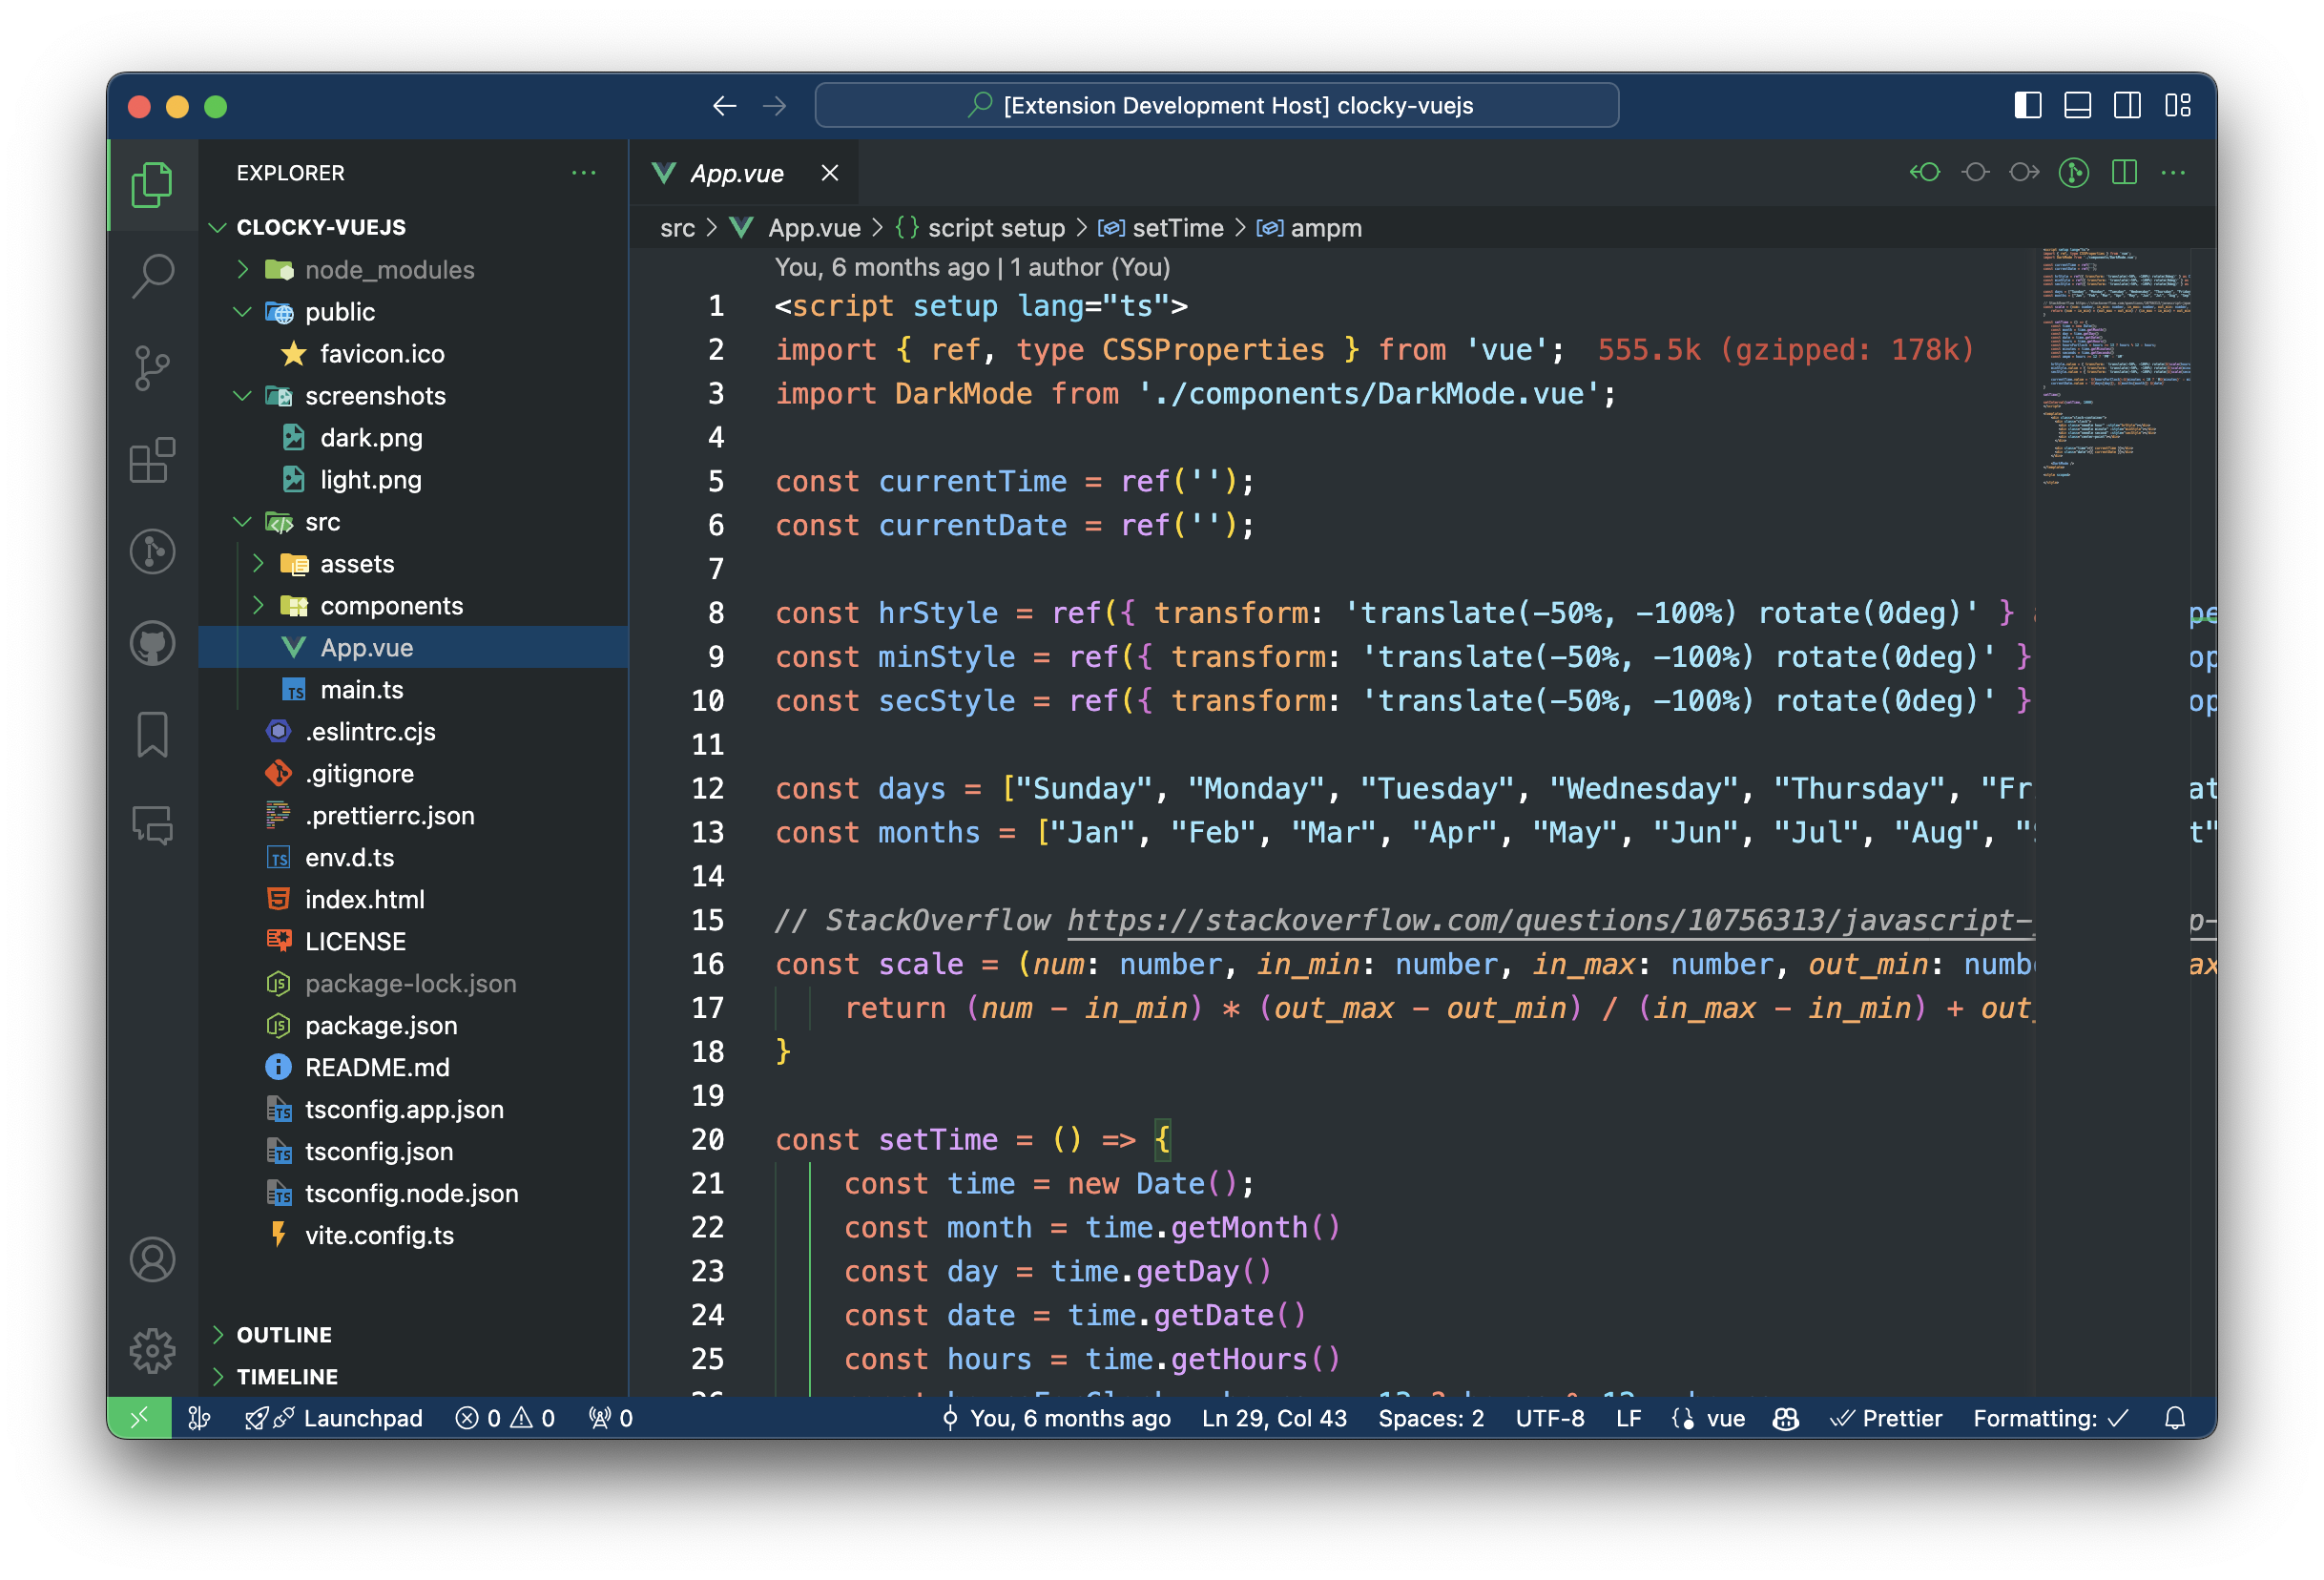 [Extension Development Host] clocky-vuejs
EXPLORER
CLOCKY-VUEJS
node_modules
public
favicon.ico
screenshots
dark.png
light.png
src
assets
components
App.vue
main.ts
.eslintrc.cjs
.gitignore
.prettierrc.json
env.d.ts
index.html
LICENSE
package-lock.json
package.json
README.md
tsconfig.app.json
tsconfig.json
tsconfig.node.json
vite.config.ts
OUTLINE
TIMELINE
App.vue
src > App.vue > {} script setup > setTime > ampm
You, 6 months ago | 1 author (You)
1 <script setup lang="ts">
2 import { ref, type CSSProperties } from 'vue'; 555.5k (gzipped: 178k)
3 import DarkMode from './components/DarkMode.vue';
4
5 const currentTime = ref('');
6 const currentDate = ref('');
7
8 const hrStyle = ref({ transform: 'translate(-50%, -100%) rotate(0deg)' }
9 const minStyle = ref({ transform: 'translate(-50%, -100%) rotate(0deg)' }
10 const secStyle = ref({ transform: 'translate(-50%, -100%) rotate(0deg)' }
11
12 const days = ["Sunday", "Monday", "Tuesday", "Wednesday", "Thursday", "Fr
13 const months = ["Jan", "Feb", "Mar", "Apr", "May", "Jun", "Jul", "Aug", "
14
15 // StackOverflow https://stackoverflow.com/questions/10756313/javascript-
16 const scale = (num: number, in_min: number, in_max: number, out_min: numb
17 return (num - in_min) * (out_max - out_min) / (in_max - in_min) + out_
18 }
19
20 const setTime = () => {
21 const time = new Date();
22 const month = time.getMonth()
23 const day = time.getDay()
24 const date = time.getDate()
25 const hours = time.getHours()
Launchpad 0 0 0 You, 6 months ago Ln 29, Col 43 Spaces: 2 UTF-8 LF vue Prettier Formatting: ✓